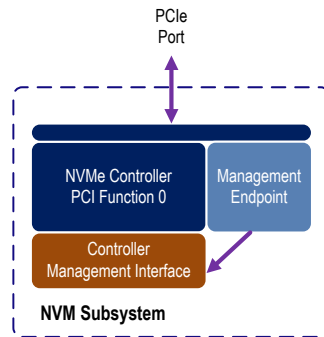 PCIe
Port
NVMe Controller
PCI Function 0
Management
Endpoint
Controller
Management Interface
NVM Subsystem